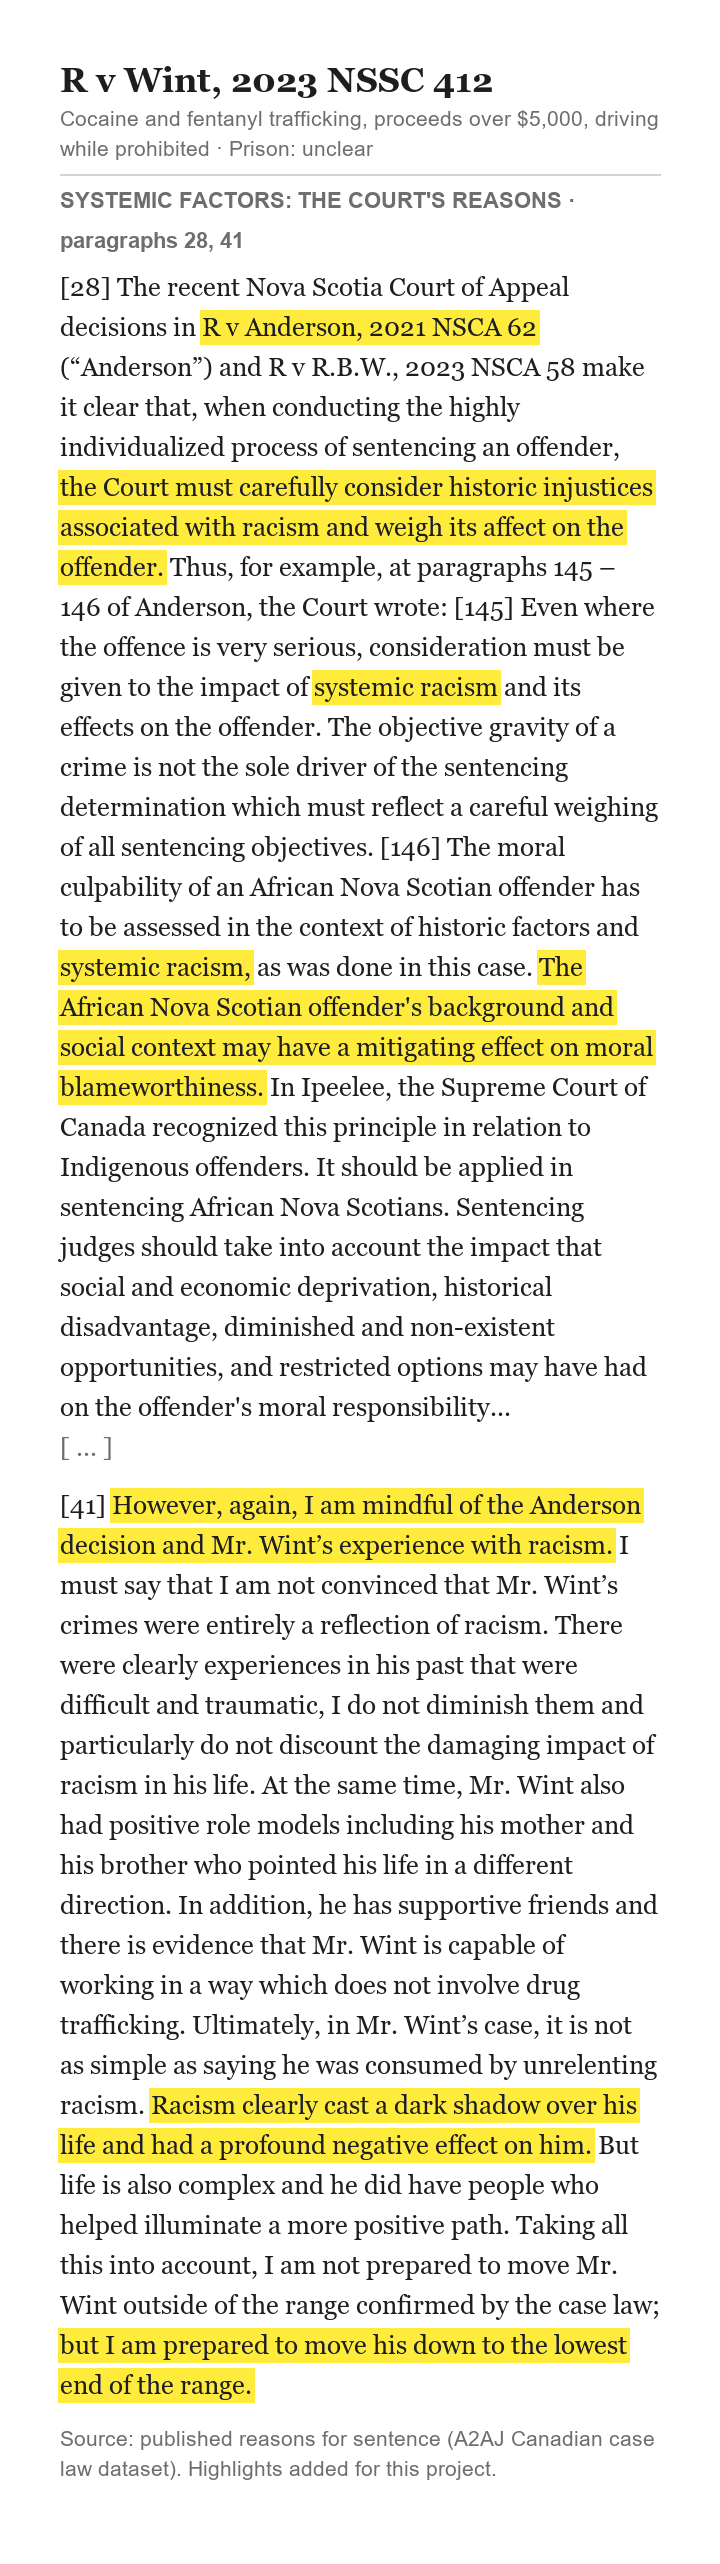 R v Wint, 2023 NSSC 412
Cocaine and fentanyl trafficking, proceeds over $5,000, driving
while prohibited · Prison: unclear
SYSTEMIC FACTORS: THE COURT'S REASONS ·
paragraphs 28, 41
[28] The recent Nova Scotia Court of Appeal
decisions in R v Anderson, 2021 NSCA 62
(“Anderson”) and R v R.B.W., 2023 NSCA 58 make
it clear that, when conducting the highly
individualized process of sentencing an offender,
the Court must carefully consider historic injustices
associated with racism and weigh its affect on the
offender. Thus, for example, at paragraphs 145 –
146 of Anderson, the Court wrote: [145] Even where
the offence is very serious, consideration must be
given to the impact of systemic racism and its
effects on the offender. The objective gravity of a
crime is not the sole driver of the sentencing
determination which must reflect a careful weighing
of all sentencing objectives. [146] The moral
culpability of an African Nova Scotian offender has
to be assessed in the context of historic factors and
systemic racism, as was done in this case. The
African Nova Scotian offender's background and
social context may have a mitigating effect on moral
blameworthiness. In Ipeelee, the Supreme Court of
Canada recognized this principle in relation to
Indigenous offenders. It should be applied in
sentencing African Nova Scotians. Sentencing
judges should take into account the impact that
social and economic deprivation, historical
disadvantage, diminished and non-existent
opportunities, and restricted options may have had
on the offender's moral responsibility...
[ ... ]
[41] However, again, I am mindful of the Anderson
decision and Mr. Wint’s experience with racism. I
must say that I am not convinced that Mr. Wint’s
crimes were entirely a reflection of racism. There
were clearly experiences in his past that were
difficult and traumatic, I do not diminish them and
particularly do not discount the damaging impact of
racism in his life. At the same time, Mr. Wint also
had positive role models including his mother and
his brother who pointed his life in a different
direction. In addition, he has supportive friends and
there is evidence that Mr. Wint is capable of
working in a way which does not involve drug
trafficking. Ultimately, in Mr. Wint’s case, it is not
as simple as saying he was consumed by unrelenting
racism. Racism clearly cast a dark shadow over his
life and had a profound negative effect on him. But
life is also complex and he did have people who
helped illuminate a more positive path. Taking all
this into account, I am not prepared to move Mr.
Wint outside of the range confirmed by the case law;
but I am prepared to move his down to the lowest
end of the range.
Source: published reasons for sentence (A2AJ Canadian case
law dataset). Highlights added for this project.